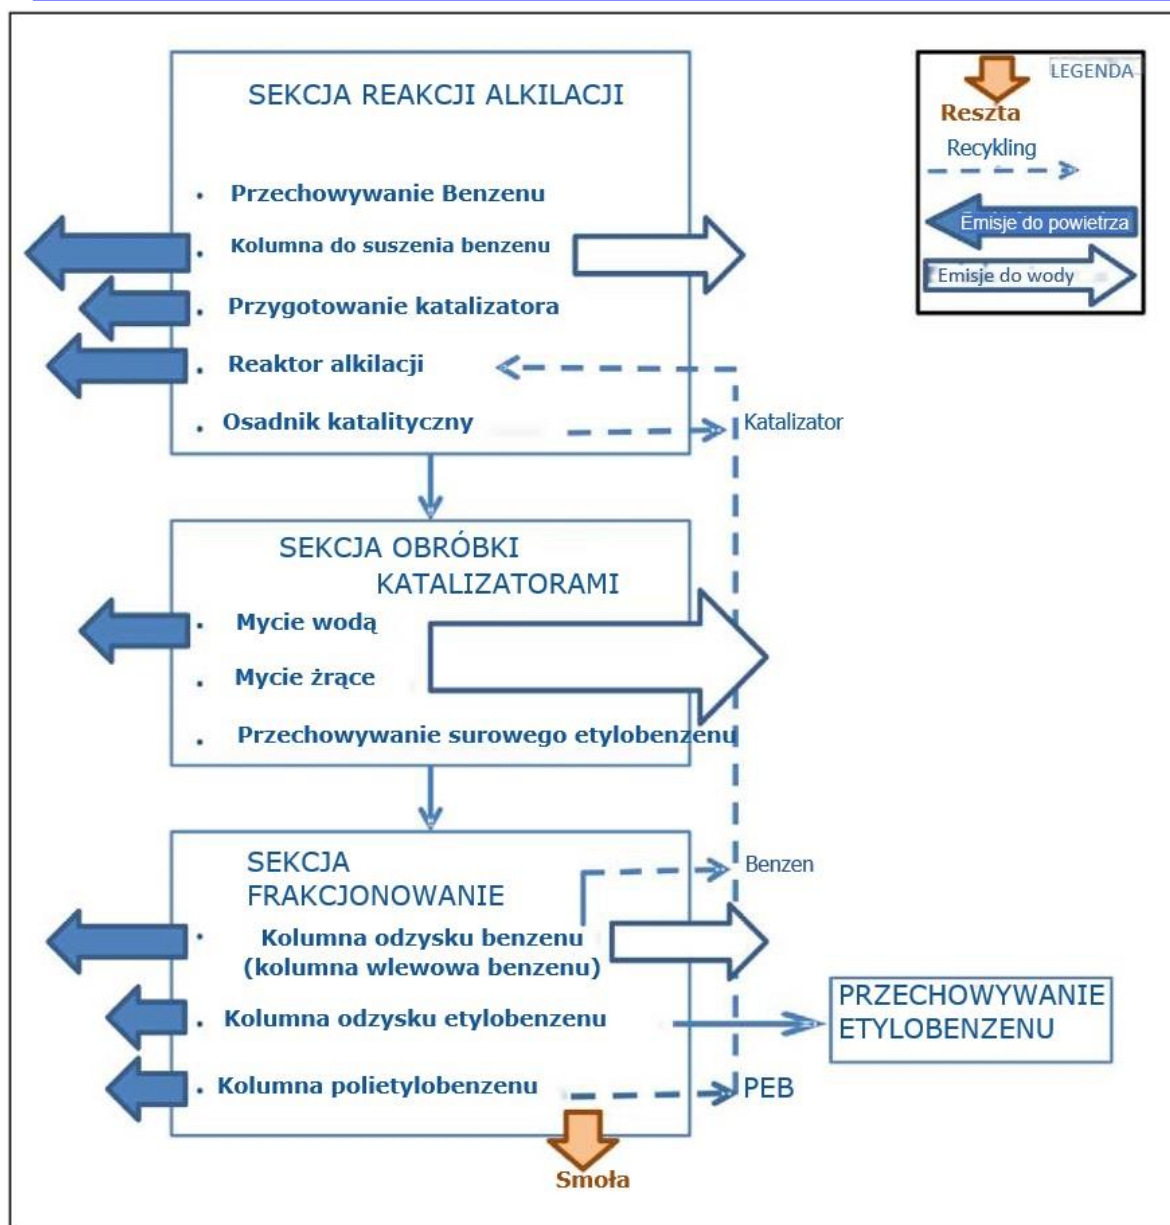 SEKCJA REAKCJI ALKILACJI
· Przechowywanie Benzenu
· Kolumna do suszenia benzenu
· Przygotowanie katalizatora
· Reaktor alkilacji
· Osadnik katalityczny
Katalizator
LEGENDA
Reszta
Recykling
Emisje do powietrza
Emisje do wody
SEKCJA OBRÓBKI
KATALIZATORAMI
· Mycie wodą
· Mycie żrące
· Przechowywanie surowego etylobenzenu
SEKCJA
FRAKCJONOWANIE
Benzen
· Kolumna odzysku benzenu
(kolumna wlewowa benzenu)
· Kolumna odzysku etylobenzenu
· Kolumna polietylobenzenu
PEB
PRZECHOWYWANIE
ETYLOBENZENU
Smoła